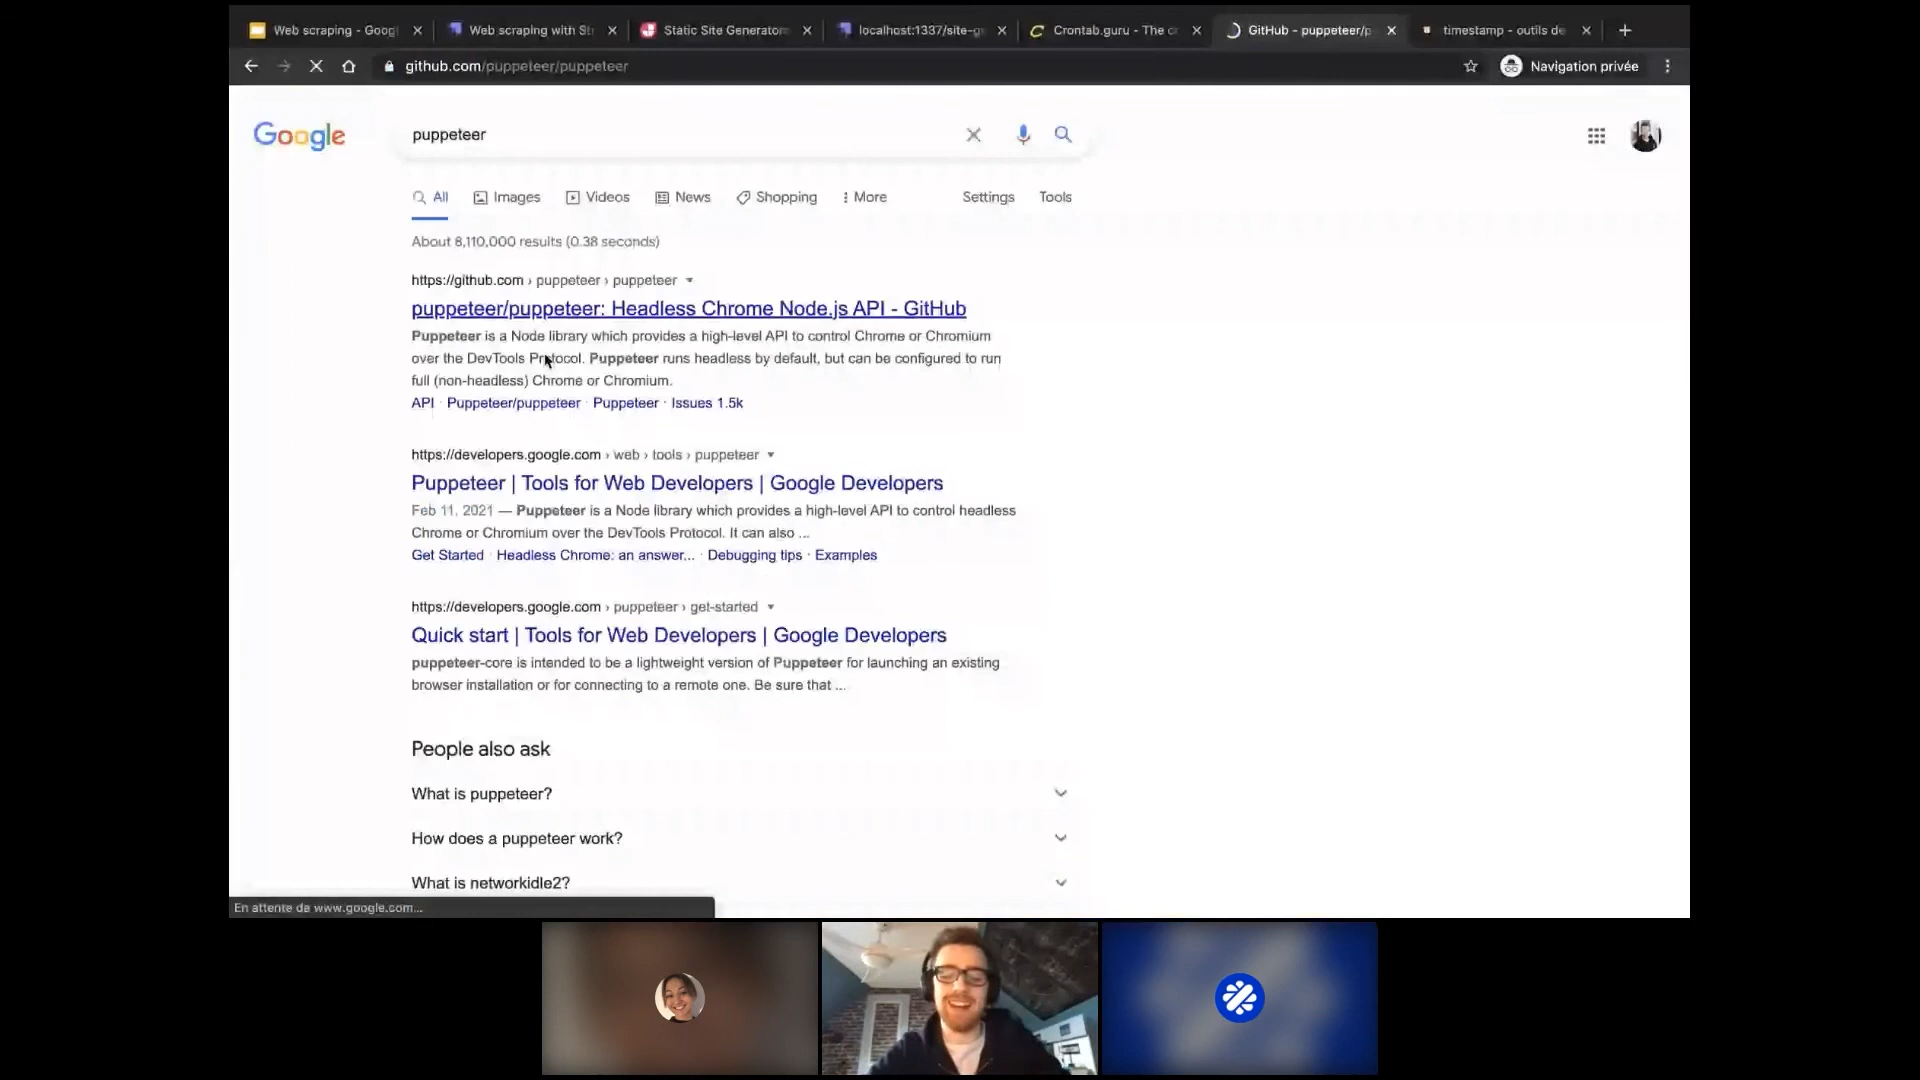 Web scraping - Goog
Web scraping with Str
Static Site Generators
localhost:1337/site-g
Crontab.guru - The c
GitHub - puppeteer/p
timestamp - outils de
github.com/puppeteer/puppeteer
Navigation privée
Google
puppeteer
All
Images
Videos
News
Shopping
More
Settings
Tools
About 8,110,000 results (0.38 seconds)
https://github.com › puppeteer › puppeteer
puppeteer/puppeteer: Headless Chrome Node.js API - GitHub
Puppeteer is a Node library which provides a high-level API to control Chrome or Chromium
over the DevTools Protocol. Puppeteer runs headless by default, but can be configured to run
full (non-headless) Chrome or Chromium.
API · Puppeteer/puppeteer · Puppeteer · Issues 1.5k
https://developers.google.com › web › tools › puppeteer
Puppeteer | Tools for Web Developers | Google Developers
Feb 11, 2021 — Puppeteer is a Node library which provides a high-level API to control headless
Chrome or Chromium over the DevTools Protocol. It can also ...
Get Started · Headless Chrome: an answer... · Debugging tips · Examples
https://developers.google.com › puppeteer › get-started
Quick start | Tools for Web Developers | Google Developers
puppeteer-core is intended to be a lightweight version of Puppeteer for launching an existing
browser installation or for connecting to a remote one. Be sure that ...
People also ask
What is puppeteer?
How does a puppeteer work?
What is networkidle2?
En attente de www.google.com...